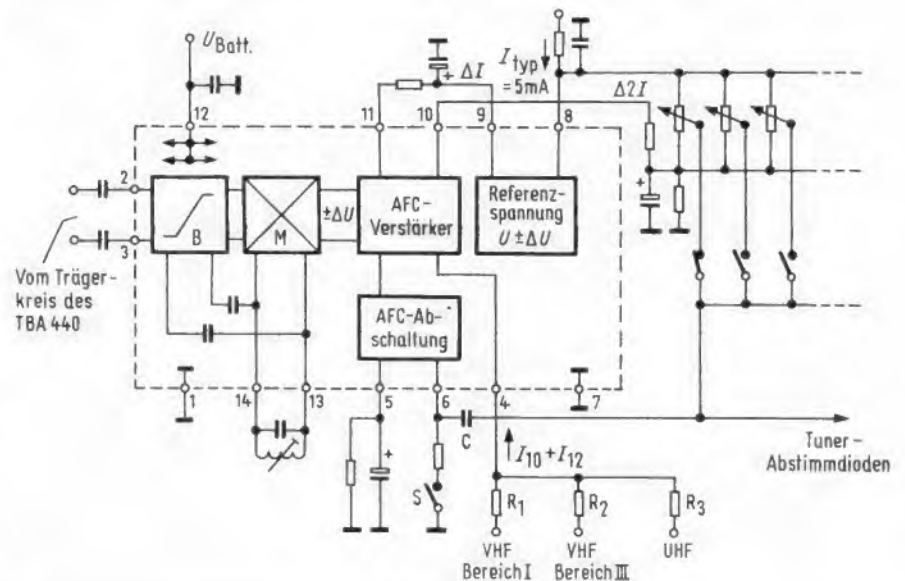 U Batt.
I typ
= 5mA
+ ΔI
Δ2I
12
11
10
9
8
2
3
B
M
±ΔU
AFC-
Verstärker
Referenz-
spannung
U ± ΔU
+
Vom Träger-
kreis des
TBA 440
AFC-Ab-
schaltung
1
14
13
5
6
4
7
C
+
S
I10 + I12
Tuner-
Abstimmdioden
R1
R2
R3
VHF
Bereich I
VHF
Bereich III
UHF